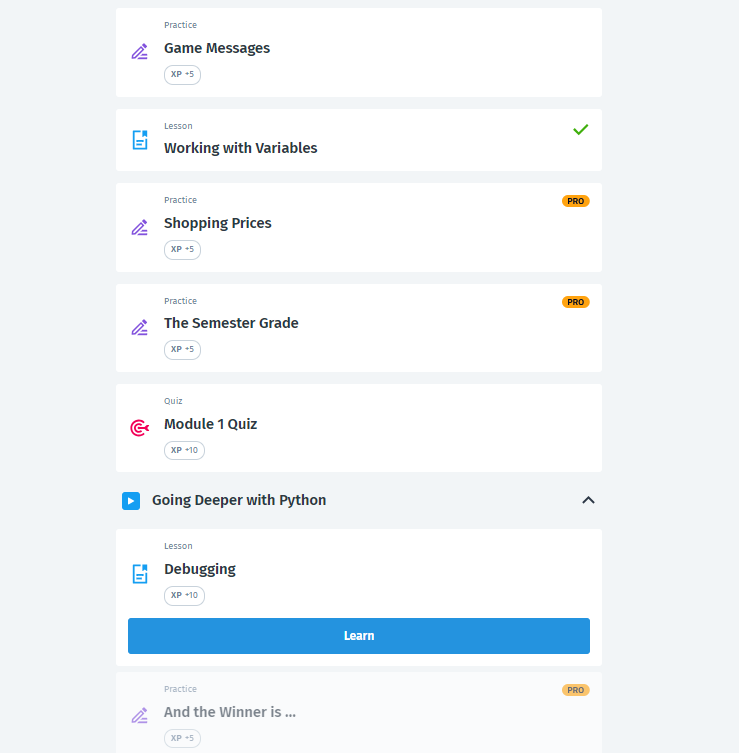 Practice
Game Messages
XP +5
Lesson
Working with Variables
Practice
PRO
Shopping Prices
XP +5
Practice
PRO
The Semester Grade
XP +5
Quiz
Module 1 Quiz
XP +10
Going Deeper with Python
Lesson
Debugging
XP +10
Learn
Practice
PRO
And the Winner is ...
XP +5